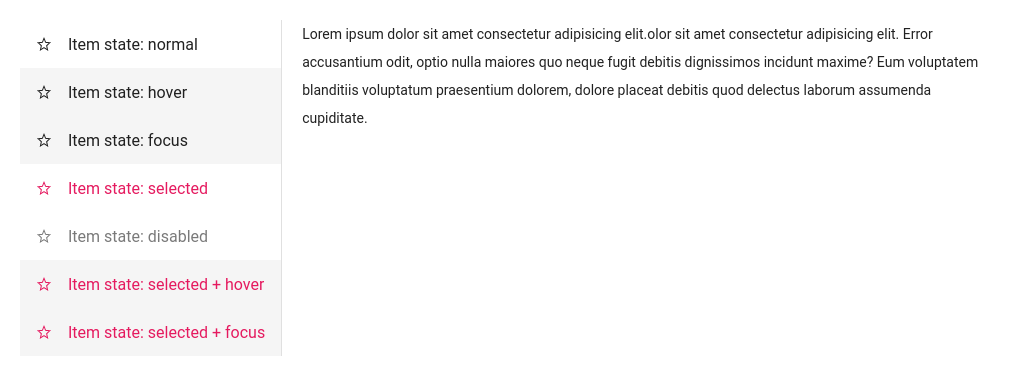 Item state: normal
Item state: hover
Item state: focus
Item state: selected
Item state: disabled
Item state: selected + hover
Item state: selected + focus
Lorem ipsum dolor sit amet consectetur adipisicing elit.olor sit amet consectetur adipisicing elit. Error
accusantium odit, optio nulla maiores quo neque fugit debitis dignissimos incidunt maxime? Eum voluptatem
blanditiis voluptatum praesentium dolorem, dolore placeat debitis quod delectus laborum assumenda
cupiditate.